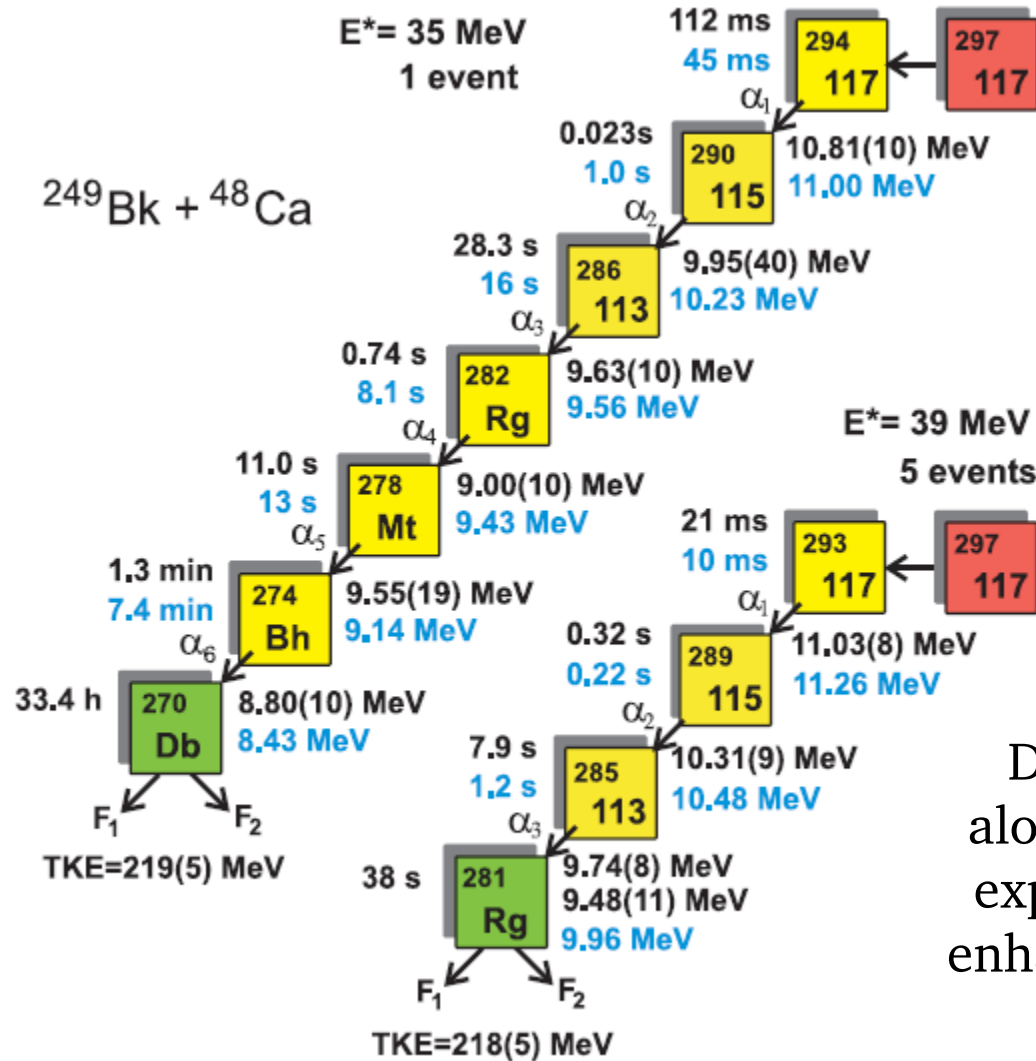 E*= 35 MeV
1 event
²⁴⁹Bk + ⁴⁸Ca
112 ms
45 ms
294
117
297
117
α₁
0.023s
1.0 s
290
115
10.81(10) MeV
11.00 MeV
α₂
28.3 s
16 s
286
113
9.95(40) MeV
10.23 MeV
α₃
0.74 s
8.1 s
282
Rg
9.63(10) MeV
9.56 MeV
α₄
11.0 s
13 s
278
Mt
9.00(10) MeV
9.43 MeV
α₅
1.3 min
7.4 min
274
Bh
9.55(19) MeV
9.14 MeV
α₆
33.4 h
270
Db
8.80(10) MeV
8.43 MeV
F₁
F₂
TKE=219(5) MeV
E*= 39 MeV
5 events
21 ms
10 ms
293
117
297
117
α₁
0.32 s
0.22 s
289
115
11.03(8) MeV
11.26 MeV
α₂
7.9 s
1.2 s
285
113
10.31(9) MeV
10.48 MeV
α₃
38 s
281
Rg
9.74(8) MeV
9.48(11) MeV
9.96 MeV
F₁
F₂
TKE=218(5) MeV
D
alo
exp
enh